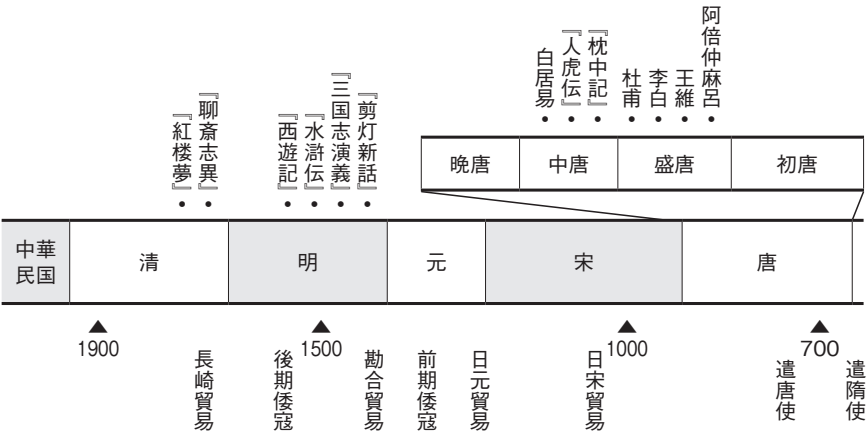 阿倍仲麻呂
王維
李白
杜甫
『枕中記』
『人虎伝』
白居易
『剪灯新話』
『三国志演義』
『水滸伝』
『西遊記』
『聊斎志異』
『紅楼夢』
初唐
盛唐
中唐
晩唐
唐
宋
元
明
清
中華
民国
700
1000
1500
1900
遣隋使
遣唐使
日宋貿易
日元貿易
前期倭寇
勘合貿易
後期倭寇
長崎貿易